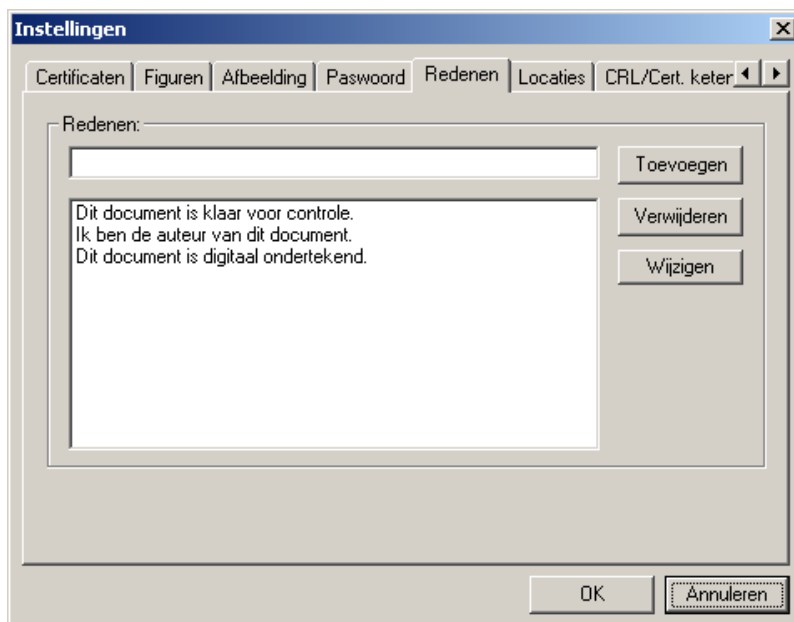 Instellingen
Certificaten Figuren Afbeelding Paswoord Redenen Locaties CRL/Cert. keter
Redenen:
Toevoegen
Dit document is klaar voor controle.
Ik ben de auteur van dit document.
Dit document is digitaal ondertekend.
Verwijderen
Wijzigen
OK Annuleren